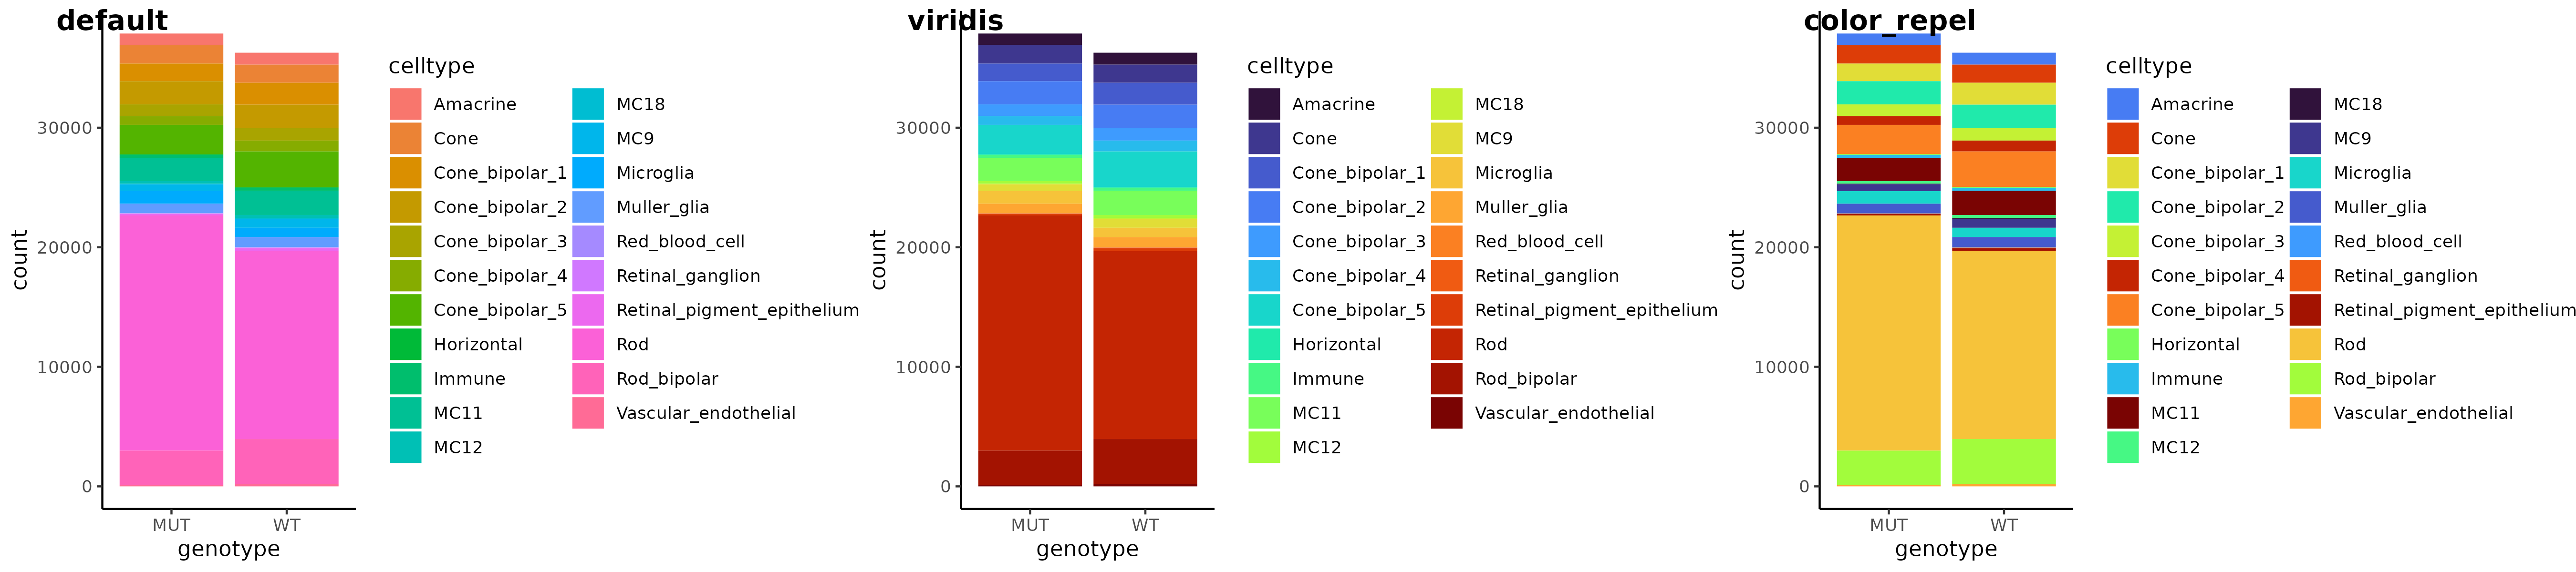 default
count
30000
20000
10000
0
MUT WT
genotype
celltype
Amacrine
Cone
Cone_bipolar_1
Cone_bipolar_2
Cone_bipolar_3
Cone_bipolar_4
Cone_bipolar_5
Horizontal
Immune
MC11
MC12
MC18
MC9
Microglia
Muller_glia
Red_blood_cell
Retinal_ganglion
Retinal_pigment_epithelium
Rod
Rod_bipolar
Vascular_endothelial
viridis
count
30000
20000
10000
0
MUT WT
genotype
celltype
Amacrine
Cone
Cone_bipolar_1
Cone_bipolar_2
Cone_bipolar_3
Cone_bipolar_4
Cone_bipolar_5
Horizontal
Immune
MC11
MC12
MC18
MC9
Microglia
Muller_glia
Red_blood_cell
Retinal_ganglion
Retinal_pigment_epithelium
Rod
Rod_bipolar
Vascular_endothelial
color_repel
count
30000
20000
10000
0
MUT WT
genotype
celltype
Amacrine
Cone
Cone_bipolar_1
Cone_bipolar_2
Cone_bipolar_3
Cone_bipolar_4
Cone_bipolar_5
Horizontal
Immune
MC11
MC12
MC18
MC9
Microglia
Muller_glia
Red_blood_cell
Retinal_ganglion
Retinal_pigment_epithelium
Rod
Rod_bipolar
Vascular_endothelial